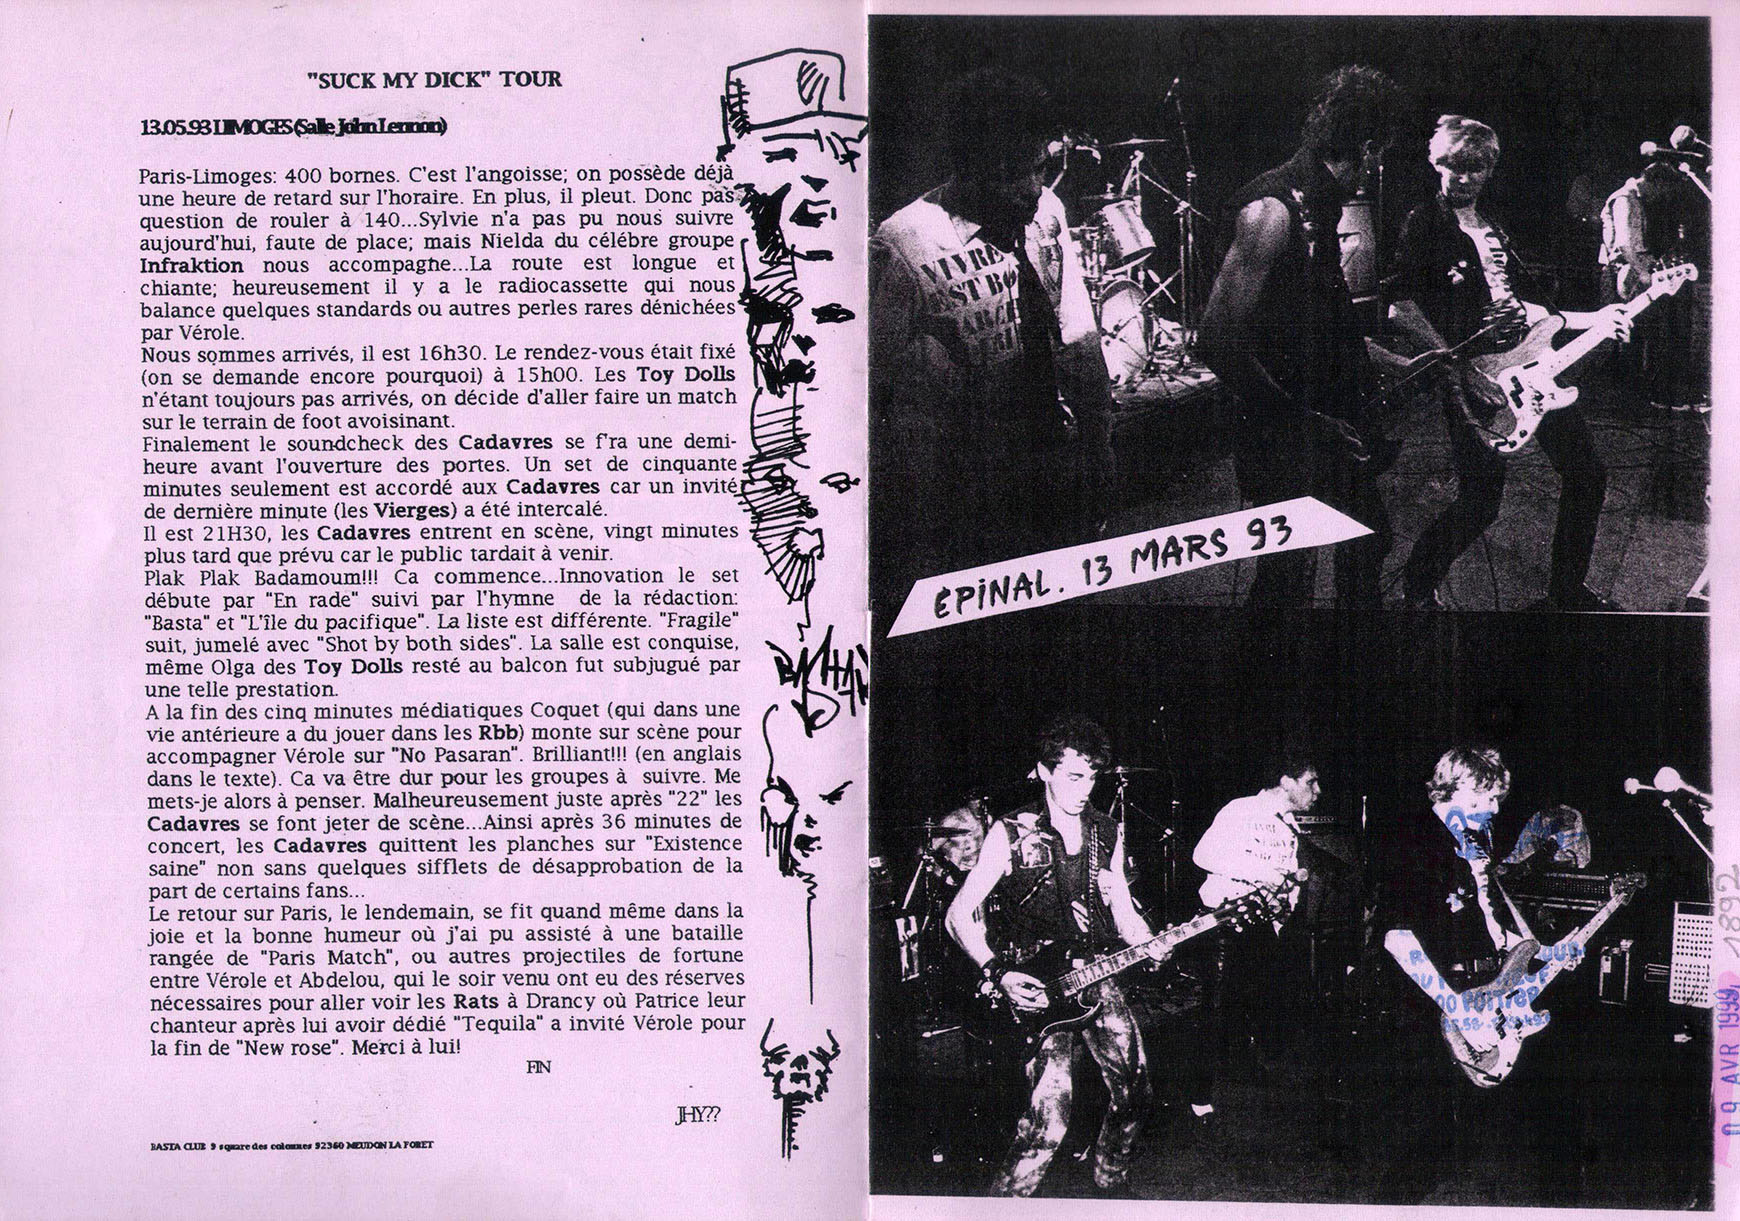 "SUCK MY DICK" TOUR
13.05.93 LIMOGES (Salle John Lennon)
Paris-Limoges: 400 bornes. C'est l'angoisse; on possède déjà
une heure de retard sur l'horaire. En plus, il pleut. Donc pas
question de rouler à 140...Sylvie n'a pas pu nous suivre
aujourd'hui, faute de place; mais Nielda du célébre groupe
Infraktion nous accompagne...La route est longue et
chiante; heureusement il y a le radiocassette qui nous
balance quelques standards ou autres perles rares dénichées
par Vérole.
Nous sommes arrivés, il est 16h30. Le rendez-vous était fixé
(on se demande encore pourquoi) à 15h00. Les Toy Dolls
n'étant toujours pas arrivés, on décide d'aller faire un match
sur le terrain de foot avoisinant.
Finalement le soundcheck des Cadavres se f'ra une demi-
heure avant l'ouverture des portes. Un set de cinquante
minutes seulement est accordé aux Cadavres car un invité
de dernière minute (les Vierges) a été intercalé.
Il est 21H30, les Cadavres entrent en scène, vingt minutes
plus tard que prévu car le public tardait à venir.
Plak Plak Badamoum!!! Ca commence...Innovation le set
débute par "En rade" suivi par l'hymne de la rédaction:
"Basta" et "L'île du pacifique". La liste est différente. "Fragile"
suit, jumelé avec "Shot by both sides". La salle est conquise,
même Olga des Toy Dolls resté au balcon fut subjugué par
une telle prestation.
A la fin des cinq minutes médiatiques Coquet (qui dans une
vie antérieure a du jouer dans les Rbb) monte sur scène pour
accompagner Vérole sur "No Pasaran". Brilliant!!! (en anglais
dans le texte). Ca va être dur pour les groupes à suivre. Me
mets-je alors à penser. Malheureusement juste après "22" les
Cadavres se font jeter de scène...Ainsi après 36 minutes de
concert, les Cadavres quittent les planches sur "Existence
saine" non sans quelques sifflets de désapprobation de la
part de certains fans...
Le retour sur Paris, le lendemain, se fit quand même dans la
joie et la bonne humeur où j'ai pu assisté à une bataille
rangée de "Paris Match", ou autres projectiles de fortune
entre Vérole et Abdelou, qui le soir venu ont eu des réserves
nécessaires pour aller voir les Rats à Drancy où Patrice leur
chanteur après lui avoir dédié "Tequila" a invité Vérole pour
la fin de "New rose". Merci à lui!
FIN
JHY??
BASTA CLUB 9 square des colonnes 92360 MEUDON LA FORET
VIVRE
ÉPINAL. 13 MARS 93
1892
09 AVR 1999